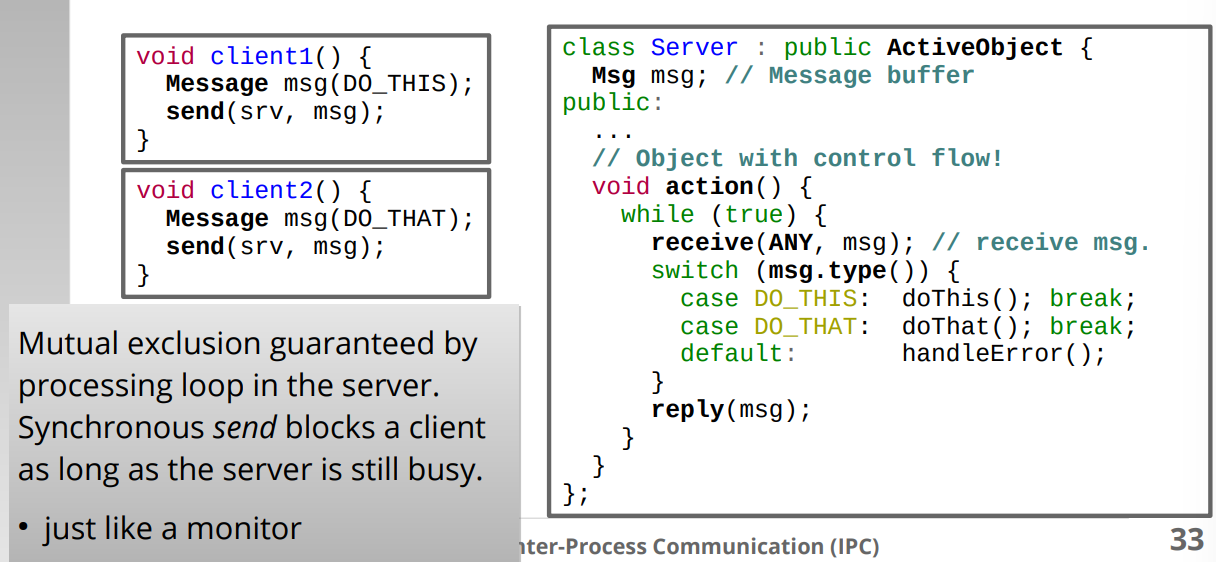 void client1() {
Message msg(DO_THIS);
send(srv, msg);
}
void client2() {
Message msg(DO_THAT);
send(srv, msg);
}
Mutual exclusion guaranteed by
processing loop in the server.
Synchronous send blocks a client
as long as the server is still busy.
• just like a monitor
class Server : public ActiveObject {
Msg msg; // Message buffer
public:
...
// Object with control flow!
void action() {
while (true) {
receive(ANY, msg); // receive msg.
switch (msg.type()) {
case DO_THIS: doThis(); break;
case DO_THAT: doThat(); break;
default: handleError();
}
reply(msg);
}
}
};
nter-Process Communication (IPC)
33